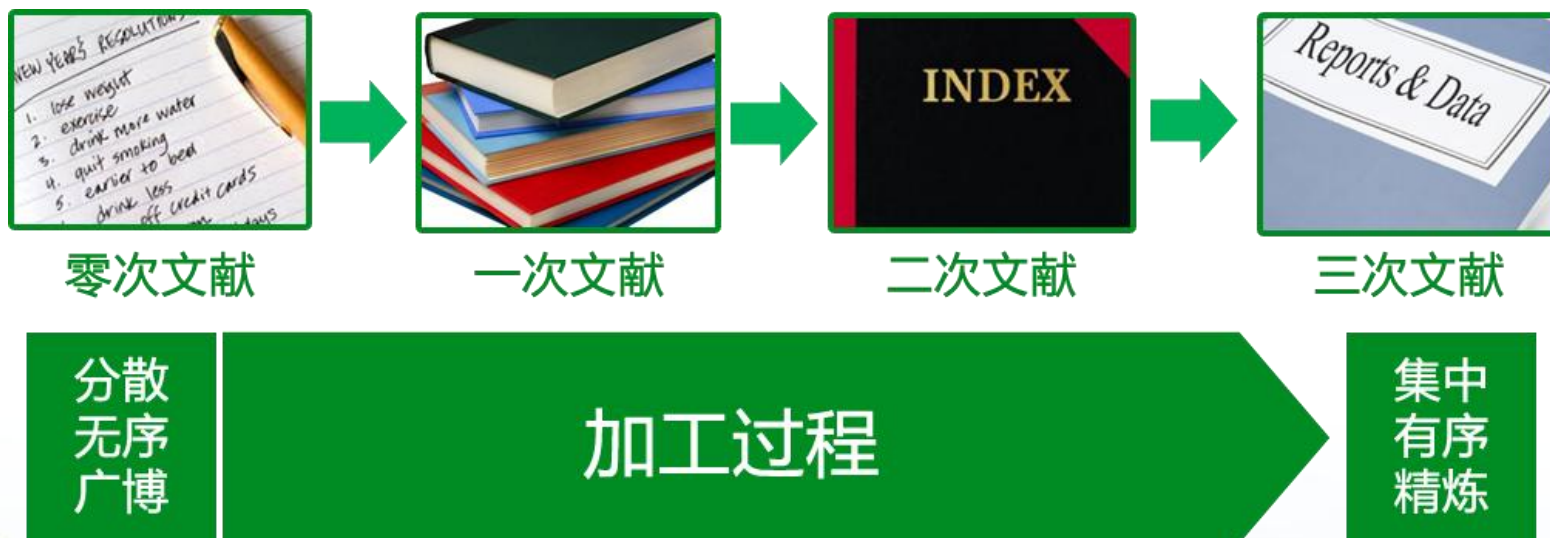 NEW YEAR'S RESOLUTIONS
1. lose weight
2. exercise
3. drink more water
4. quit smoking
5. earlier to bed
drink less
off credit cards
INDEX
Reports & Data
零次文献
一次文献
二次文献
三次文献
分散
无序
广博
加工过程
集中
有序
精炼